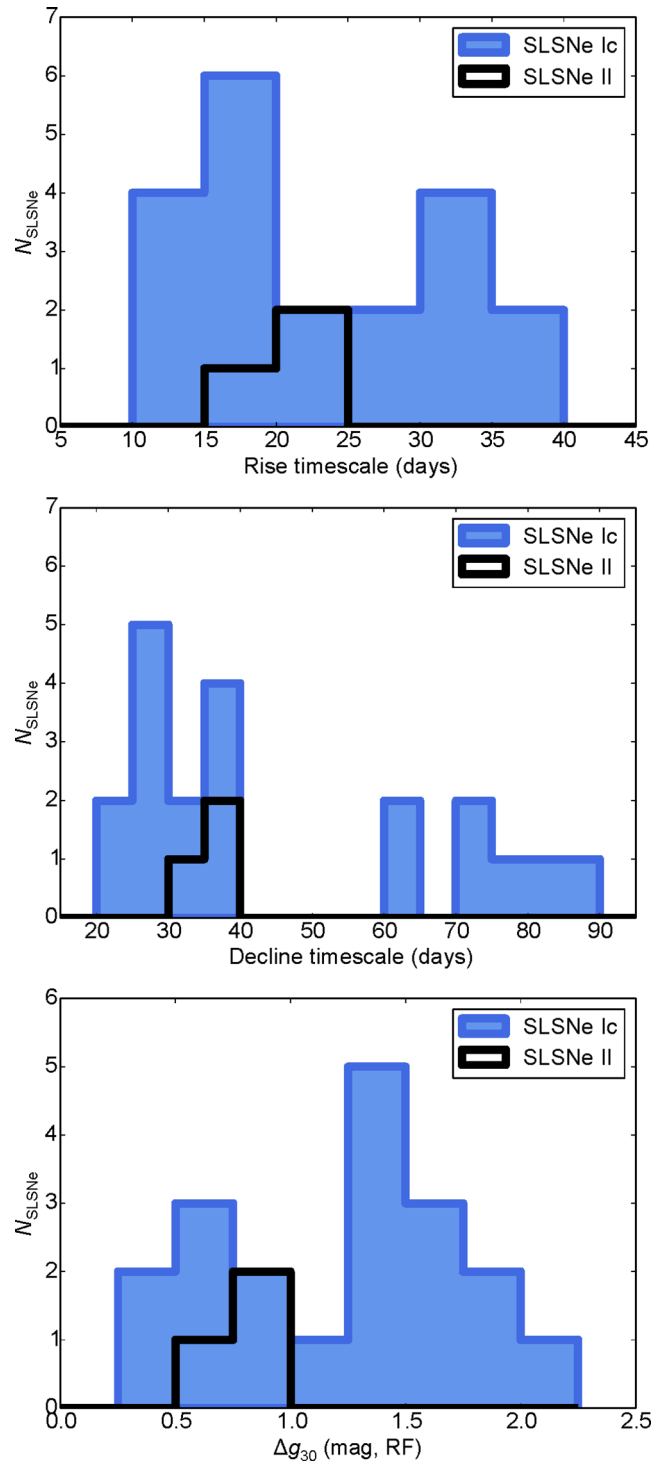 7
6
5
4
3
2
1
0
N_SLSNe
SLSNe Ic
SLSNe II
5 10 15 20 25 30 35 40 45
Rise timescale (days)
7
6
5
4
3
2
1
0
N_SLSNe
SLSNe Ic
SLSNe II
20 30 40 50 60 70 80 90
Decline timescale (days)
6
5
4
3
2
1
0
N_SLSNe
SLSNe Ic
SLSNe II
0.0 0.5 1.0 1.5 2.0 2.5
Δg₃₀ (mag, RF)